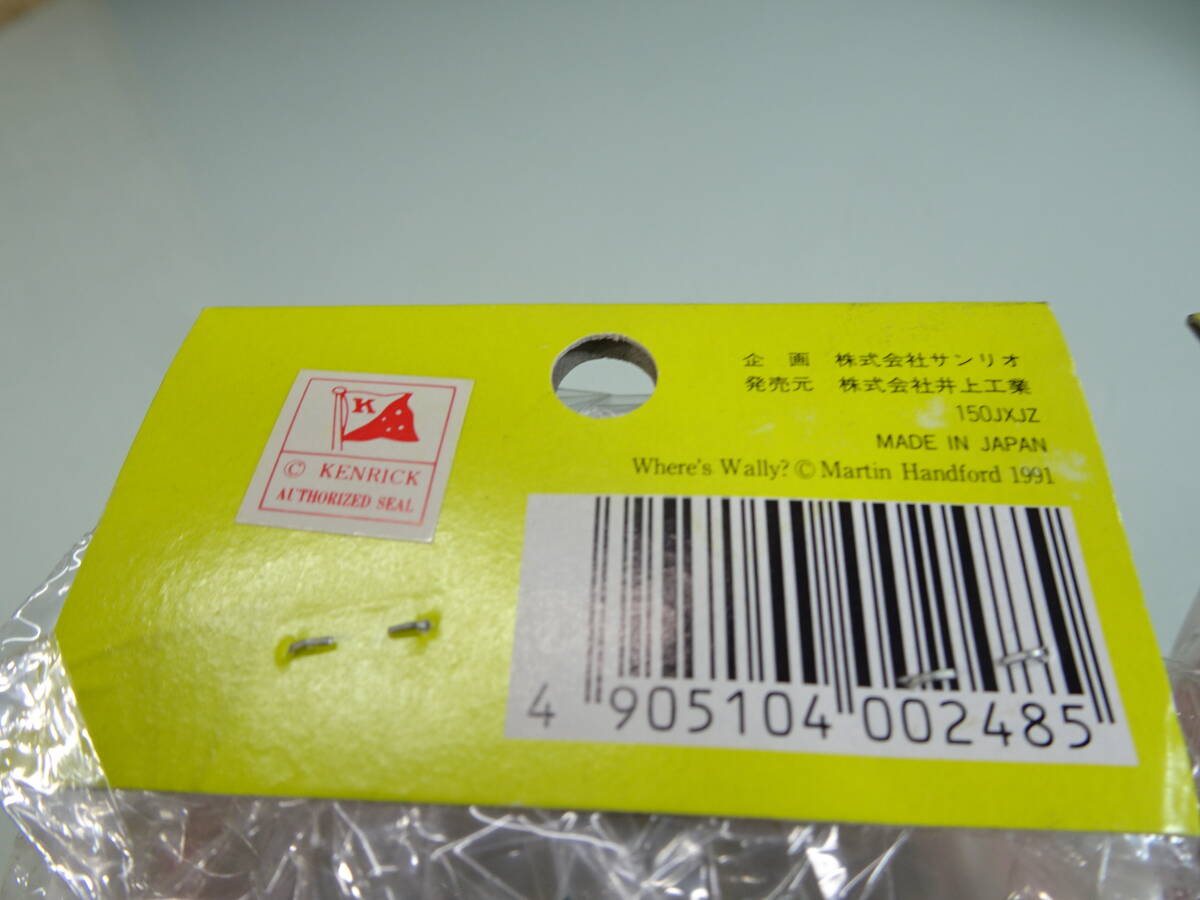 K
© KENRICK
AUTHORIZED SEAL
企 画 株式会社サンリオ
発売元 株式会社井上工業
150JXJZ
MADE IN JAPAN
Where's Wally? © Martin Handford 1991
4 905104 002485